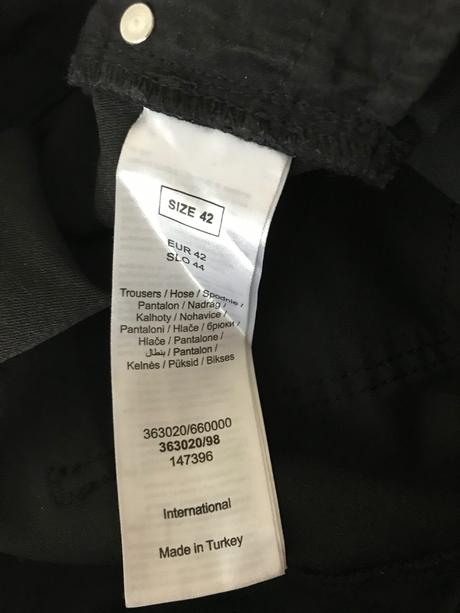 SIZE 42
EUR 42
SLO 44
Trousers / Hose / Spodnie /
Pantalon / Nadrág /
Kalhoty / Nohavice /
Pantaloni / Hlače / брюки /
Hlače / Pantalone /
بنطال / Pantalon /
Kelnės / Püksid / Bikses
363020/660000
363020/98
147396
International
Made in Turkey